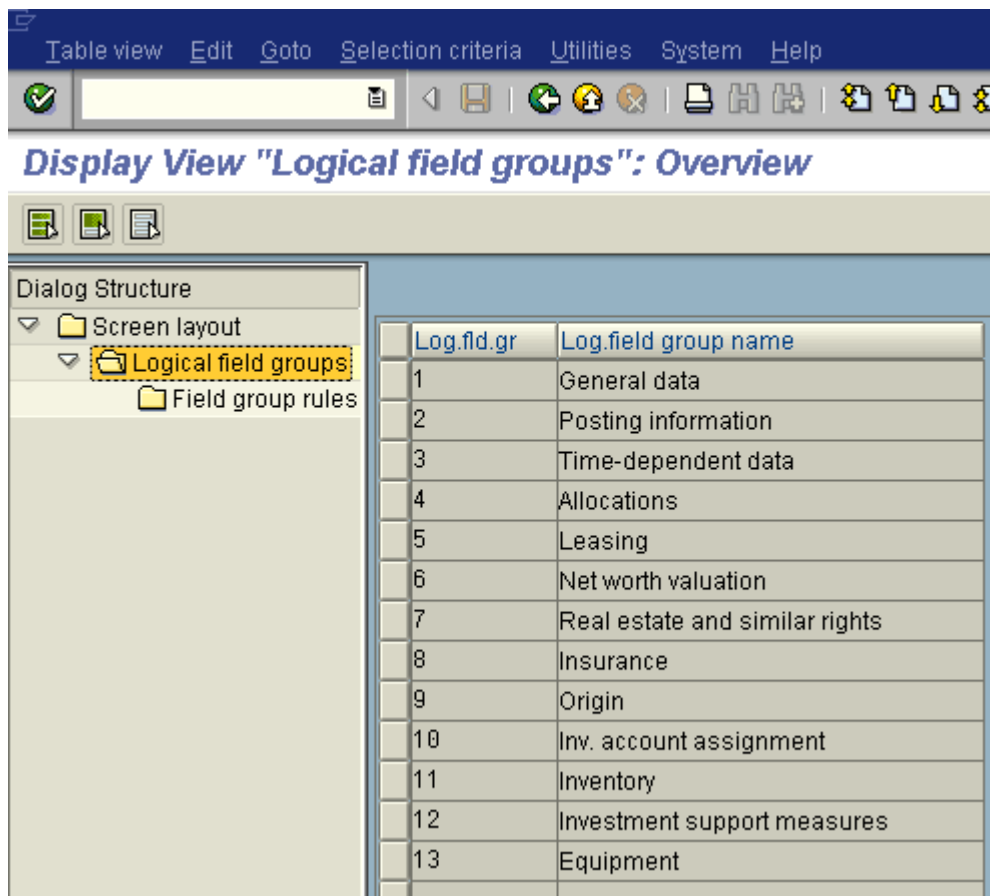 Table view Edit Goto Selection criteria Utilities System Help
Display View "Logical field groups": Overview
Dialog Structure
Screen layout
Logical field groups
Field group rules
Log.fld.gr Log.field group name
1 General data
2 Posting information
3 Time-dependent data
4 Allocations
5 Leasing
6 Net worth valuation
7 Real estate and similar rights
8 Insurance
9 Origin
10 Inv. account assignment
11 Inventory
12 Investment support measures
13 Equipment